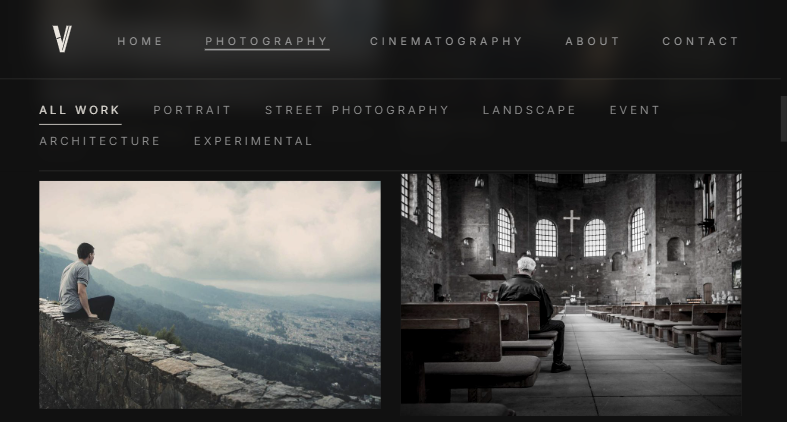 V
HOME PHOTOGRAPHY CINEMATOGRAPHY ABOUT CONTACT
ALL WORK PORTRAIT STREET PHOTOGRAPHY LANDSCAPE EVENT
ARCHITECTURE EXPERIMENTAL